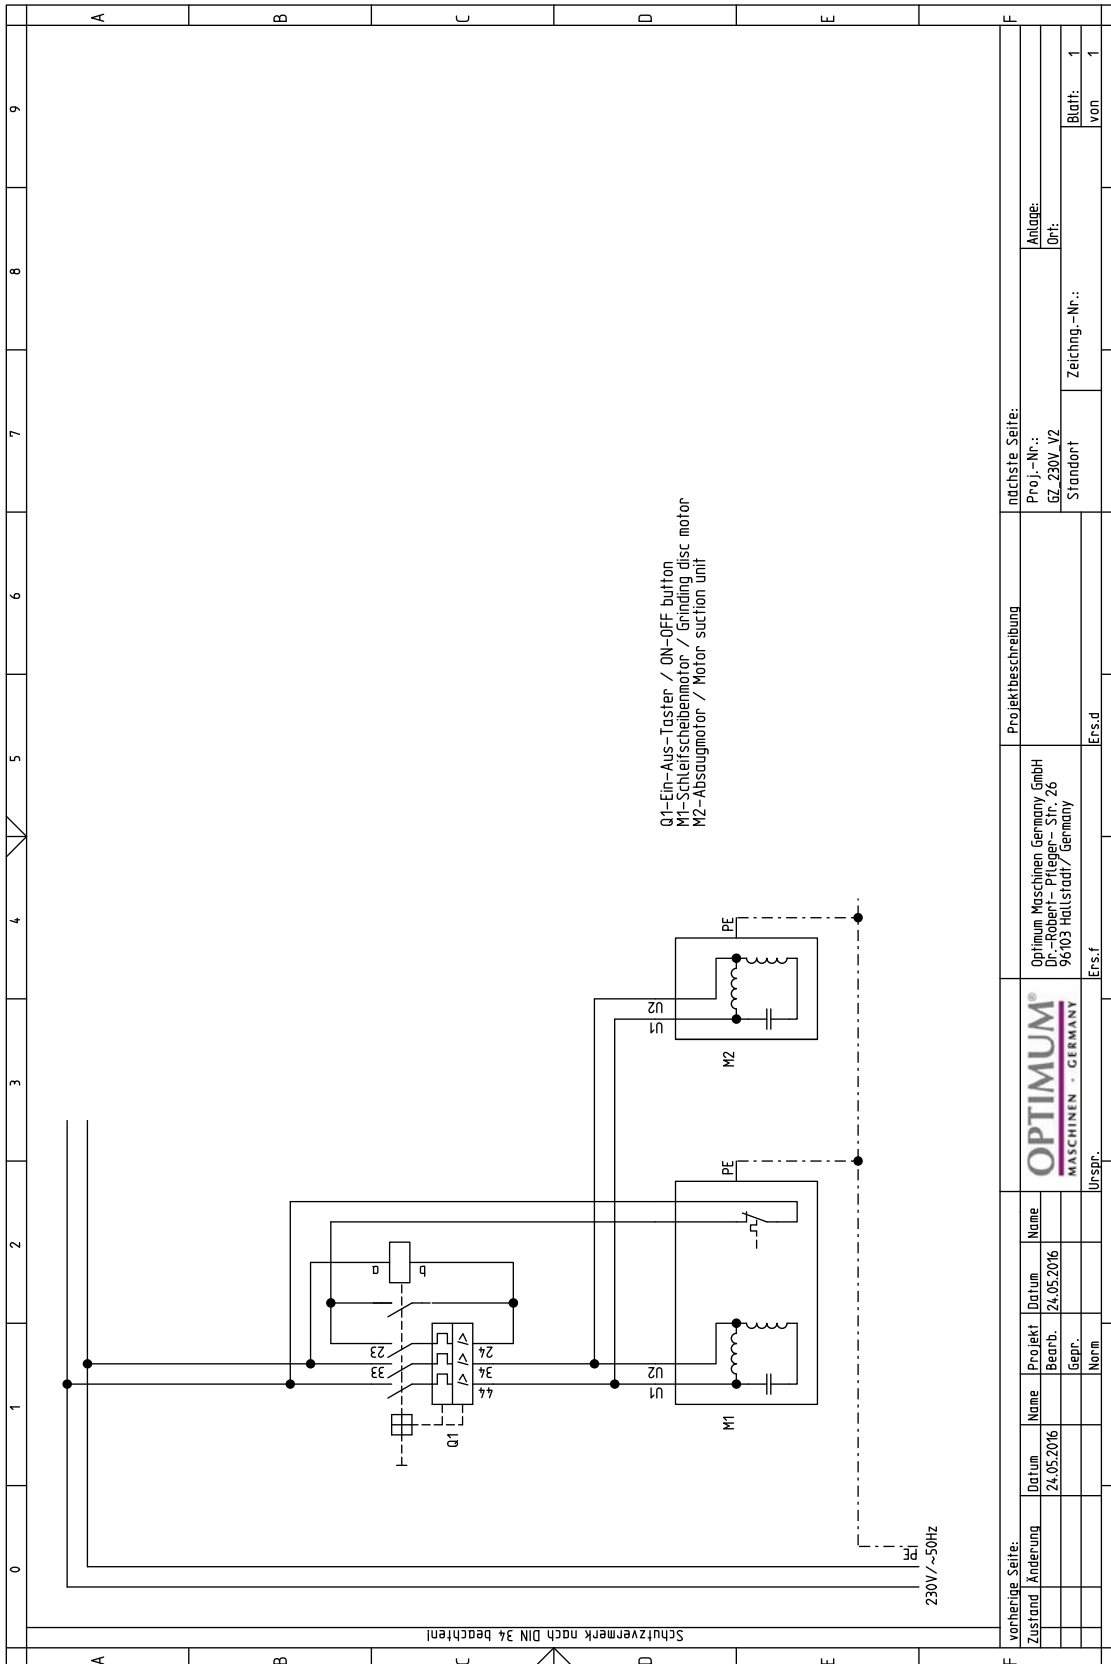 0 1 2 3 4 5 6 7 8 9
A
A
B
B
C
C
D
D
E
E
F
F
Schutzvermerk nach DIN 34 beachten!
230V/~50Hz
PE
Q1
33 23
44 34 24
a
b
U1 U2
M1
PE
U1 U2
M2
PE
Q1-Ein-Aus-Taster / ON-OFF button
M1-Schleifscheibenmotor / Grinding disc motor
M2-Absaugmotor / Motor suction unit
vorherige Seite:
Zustand Änderung Datum Name Projekt Datum Name
24.05.2016 Bearb. 24.05.2016
Gepr.
Norm Urspr. Ers.f Ers.d
OPTIMUM®
MASCHINEN - GERMANY
Optimum Maschinen Germany GmbH
Dr.-Robert- Pfleger- Str. 26
96103 Hallstadt/ Germany
Projektbeschreibung
nächste Seite:
Proj.-Nr.:
GZ_230V_V2
Standort
Zeichng.-Nr.:
Anlage:
Ort:
Blatt: 1
von 1